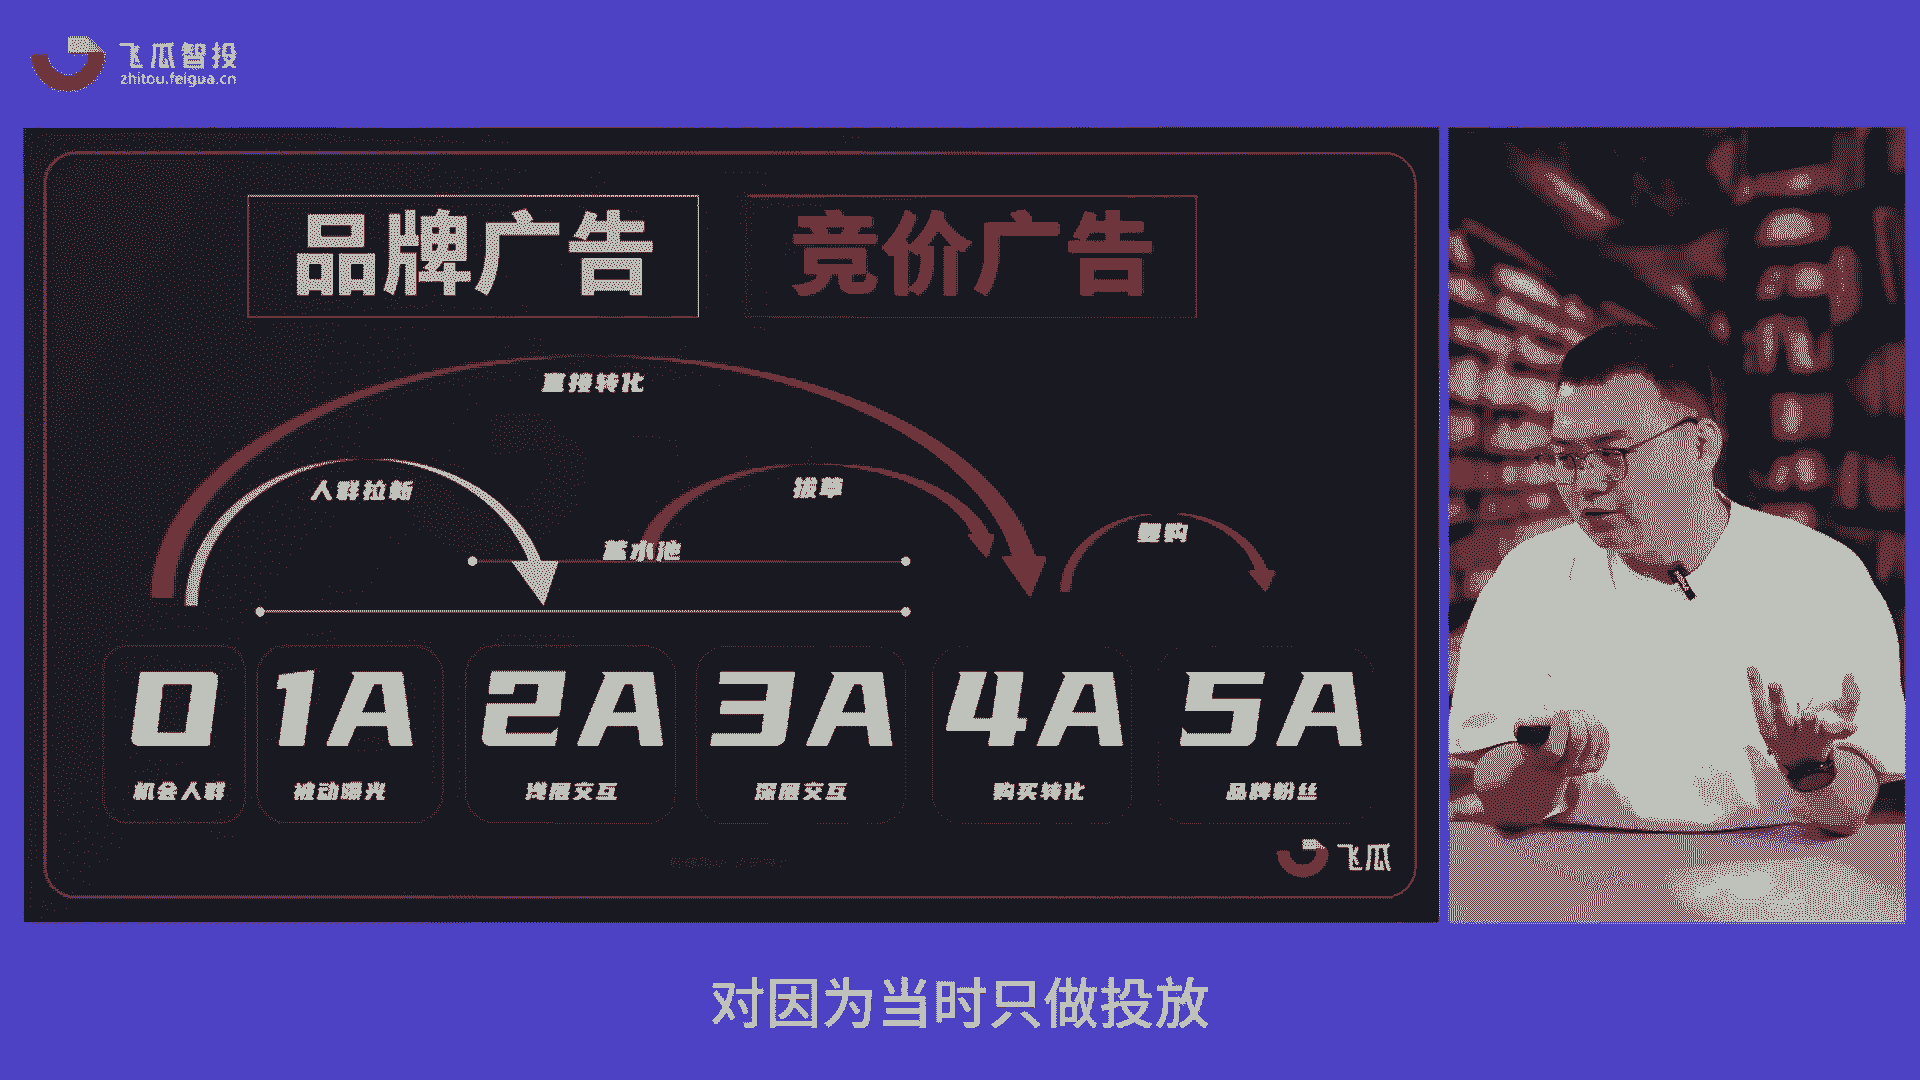 飞瓜智投
zhitou.feigua.cn
品牌广告
竞价广告
直接转化
人群拉新
拔草
复购
蓄水池
0
1A
2A
3A
4A
5A
机会人群
被动曝光
浅层交互
深层交互
购买转化
品牌粉丝
飞瓜
对因为当时只做投放